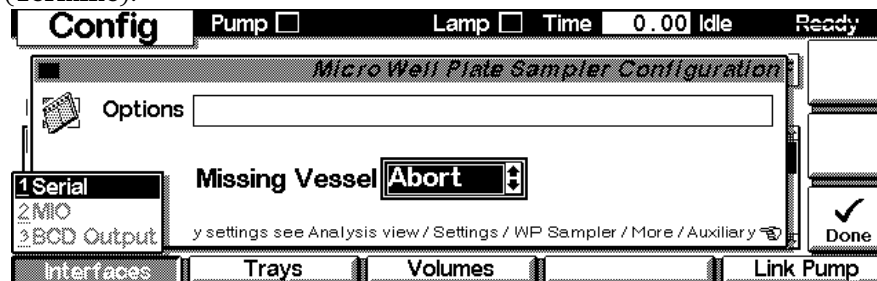 Config Pump Lamp Time 0.00 Idle Ready
Micro Well Plate Sampler Configuration
Options
Missing Vessel Abort
1 Serial
2 MIO
3 BCD Output
y settings see Analysis view / Settings / WP Sampler / More / Auxiliary
Done
Interfaces Trays Volumes Link Pump